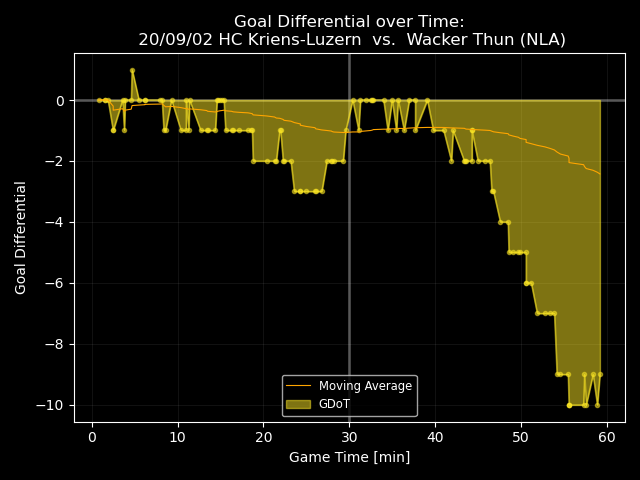 Goal Differential over Time:
20/09/02 HC Kriens-Luzern  vs.  Wacker Thun (NLA)
Goal Differential
0
−2
−4
−6
−8
−10
Moving Average
GDoT
0 10 20 30 40 50 60
Game Time [min]